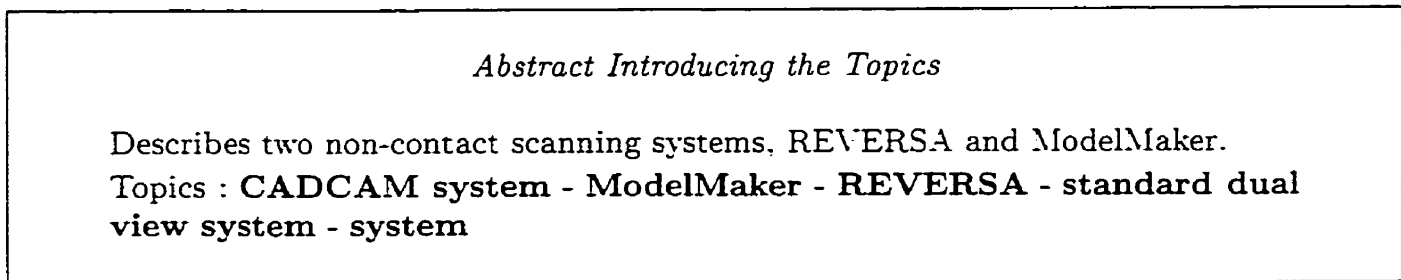 Abstract Introducing the Topics
Describes two non-contact scanning systems, REVERSA and ModelMaker.
Topics : CADCAM system - ModelMaker - REVERSA - standard dual
view system - system